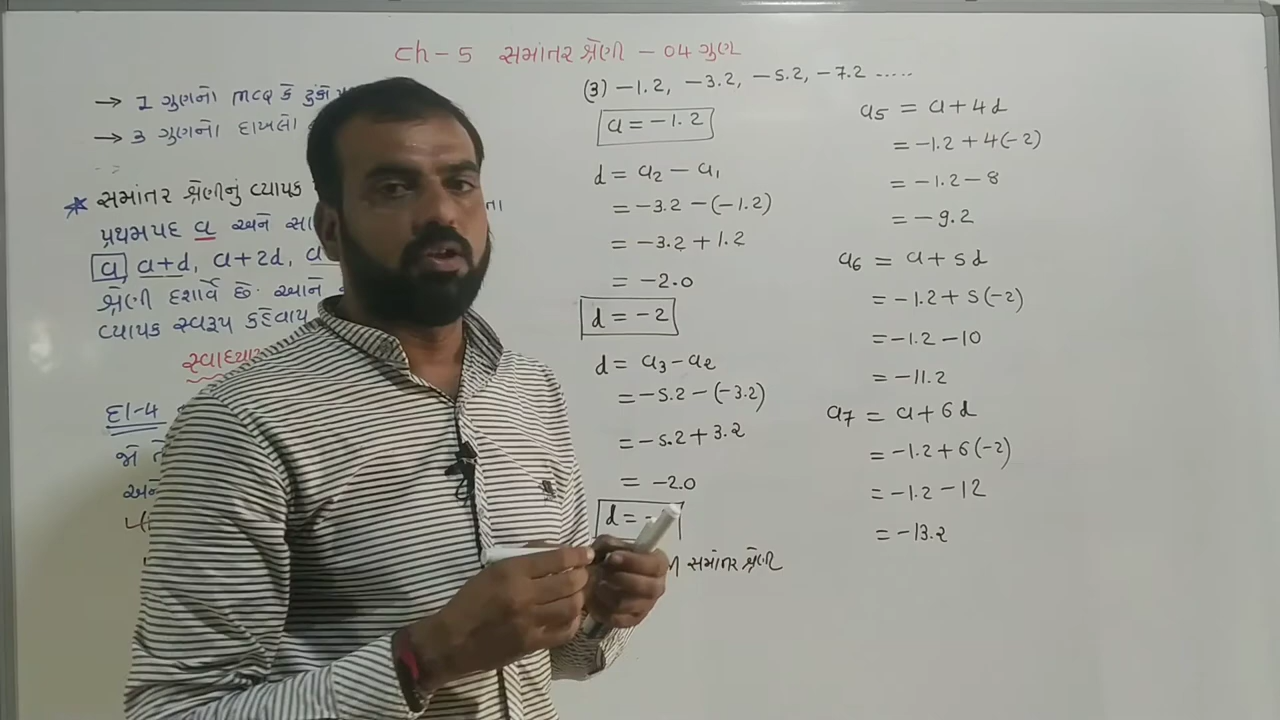 Ch-5 સમાંતર શ્રેણી - 04 ગુણ
→ 1 ગુણનો MCQ કે ટુંકો
→ 3 ગુણનો દાખલો
★ સમાંતર શ્રેણીનું વ્યાપક
પ્રથમપદ a અને
a, a+d, a+2d,
શ્રેણી દર્શાવે છે. આને
વ્યાપક સ્વરૂપ કહેવાય
સ્વાધ્યાય
દા-4
જો
અને
(3) -1.2, -3.2, -5.2, -7.2 .....
a = -1.2
d = a₂ - a₁
= -3.2 - (-1.2)
= -3.2 + 1.2
= -2.0
d = -2
d = a₃ - a₂
= -5.2 - (-3.2)
= -5.2 + 3.2
= -2.0
d = -
સમાંતર શ્રેણી
a₅ = a + 4d
= -1.2 + 4(-2)
= -1.2 - 8
= -9.2
a₆ = a + 5d
= -1.2 + 5(-2)
= -1.2 - 10
= -11.2
a₇ = a + 6d
= -1.2 + 6(-2)
= -1.2 - 12
= -13.2